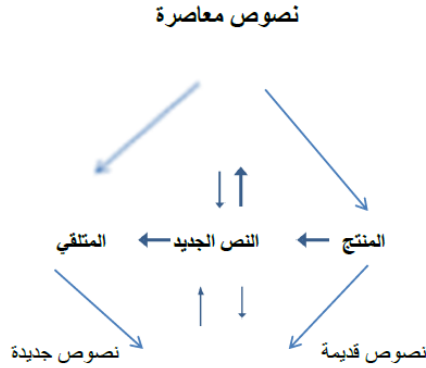 نصوص معاصرة
المنتج النص الجديد المتلقي
نصوص قديمة نصوص جديدة